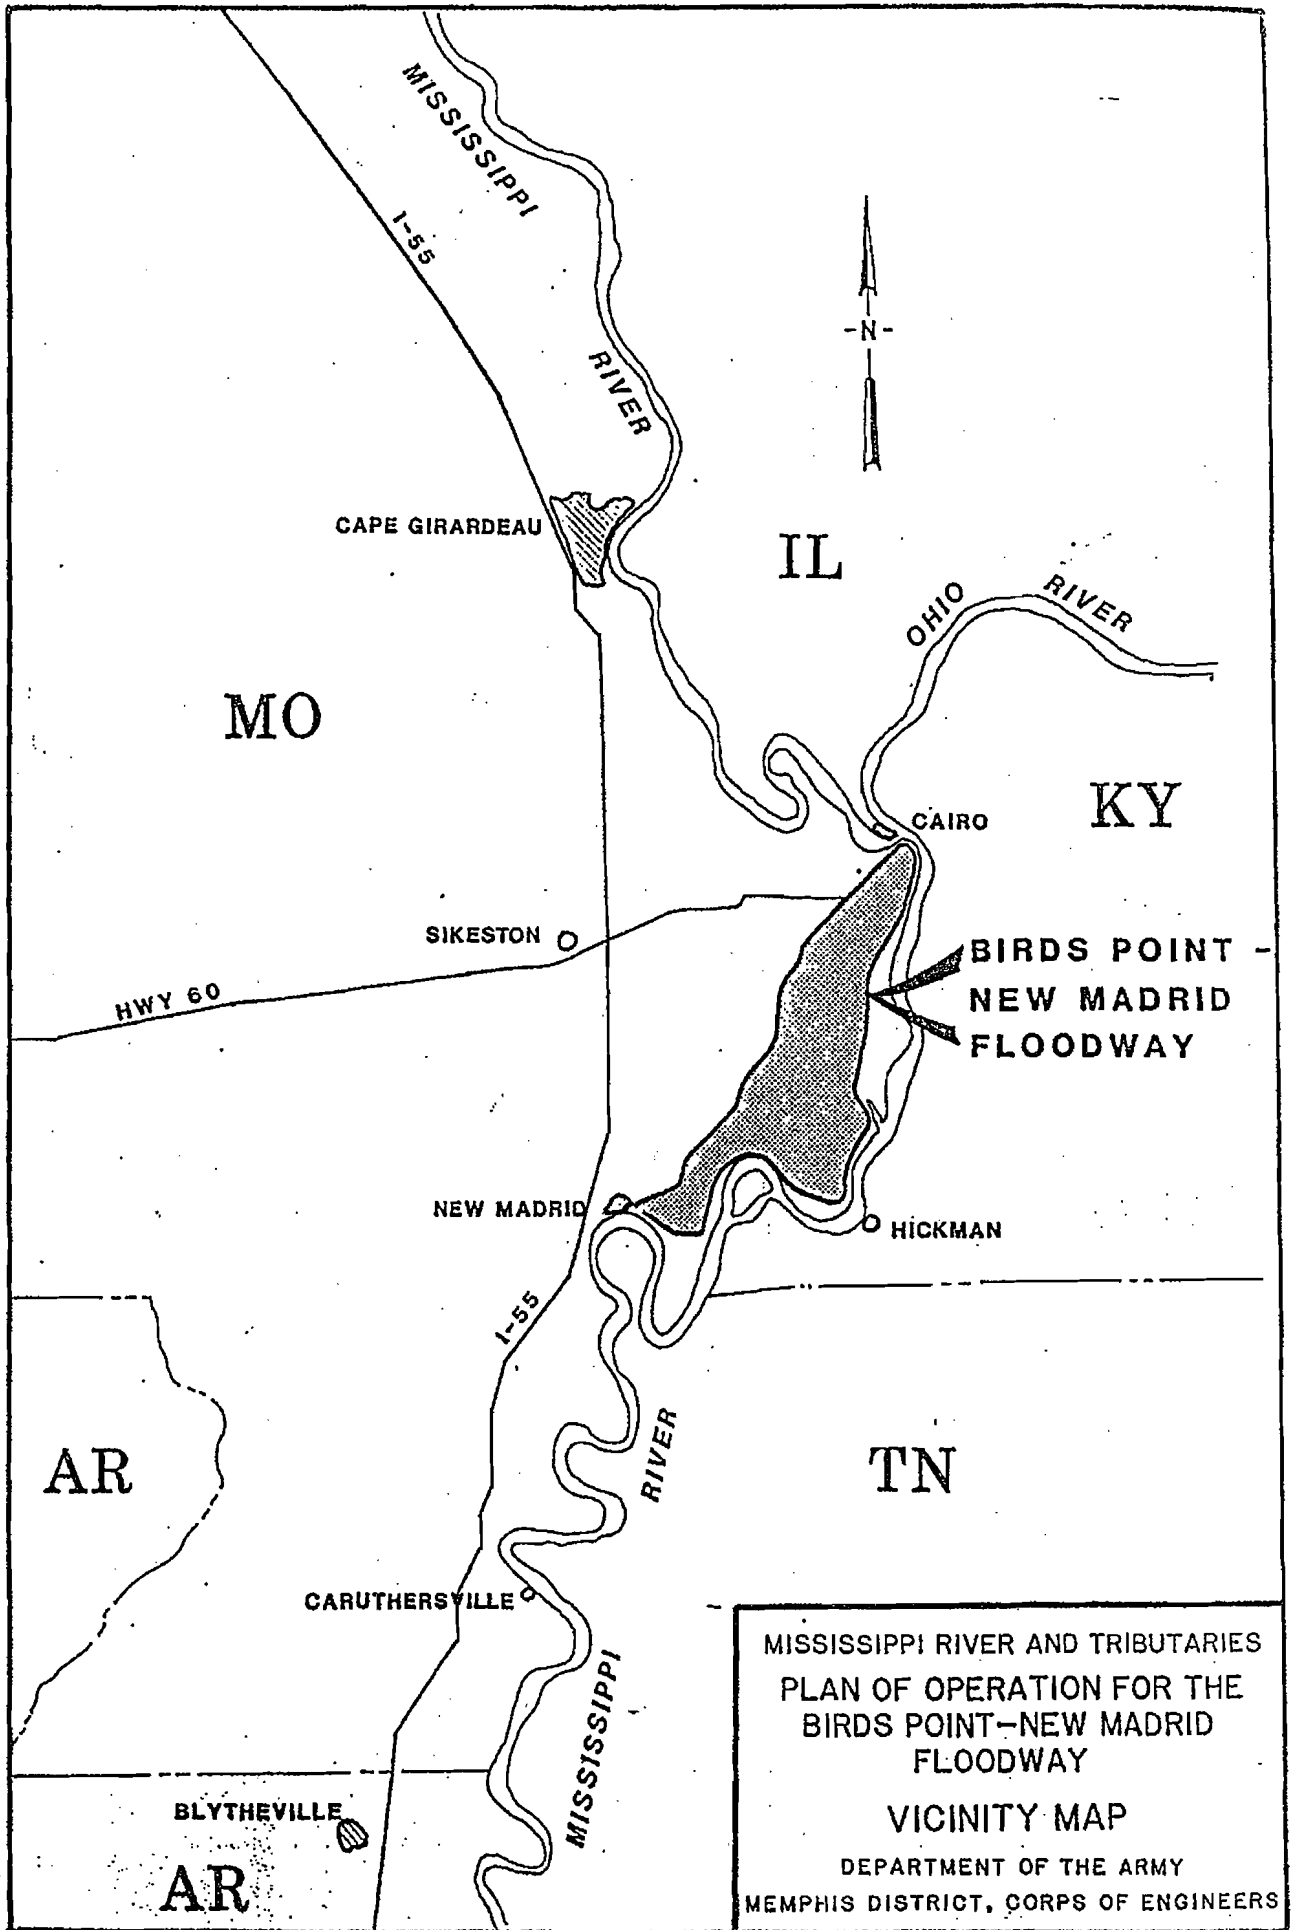 MISSISSIPPI
I-55
-N-
RIVER
CAPE GIRARDEAU
IL
OHIO
RIVER
MO
KY
CAIRO
SIKESTON
BIRDS POINT -
NEW MADRID
FLOODWAY
HWY 60
NEW MADRID
HICKMAN
I-55
RIVER
AR
TN
CARUTHERSVILLE
MISSISSIPPI
BLYTHEVILLE
AR
MISSISSIPPI RIVER AND TRIBUTARIES
PLAN OF OPERATION FOR THE
BIRDS POINT-NEW MADRID
FLOODWAY
VICINITY MAP
DEPARTMENT OF THE ARMY
MEMPHIS DISTRICT, CORPS OF ENGINEERS